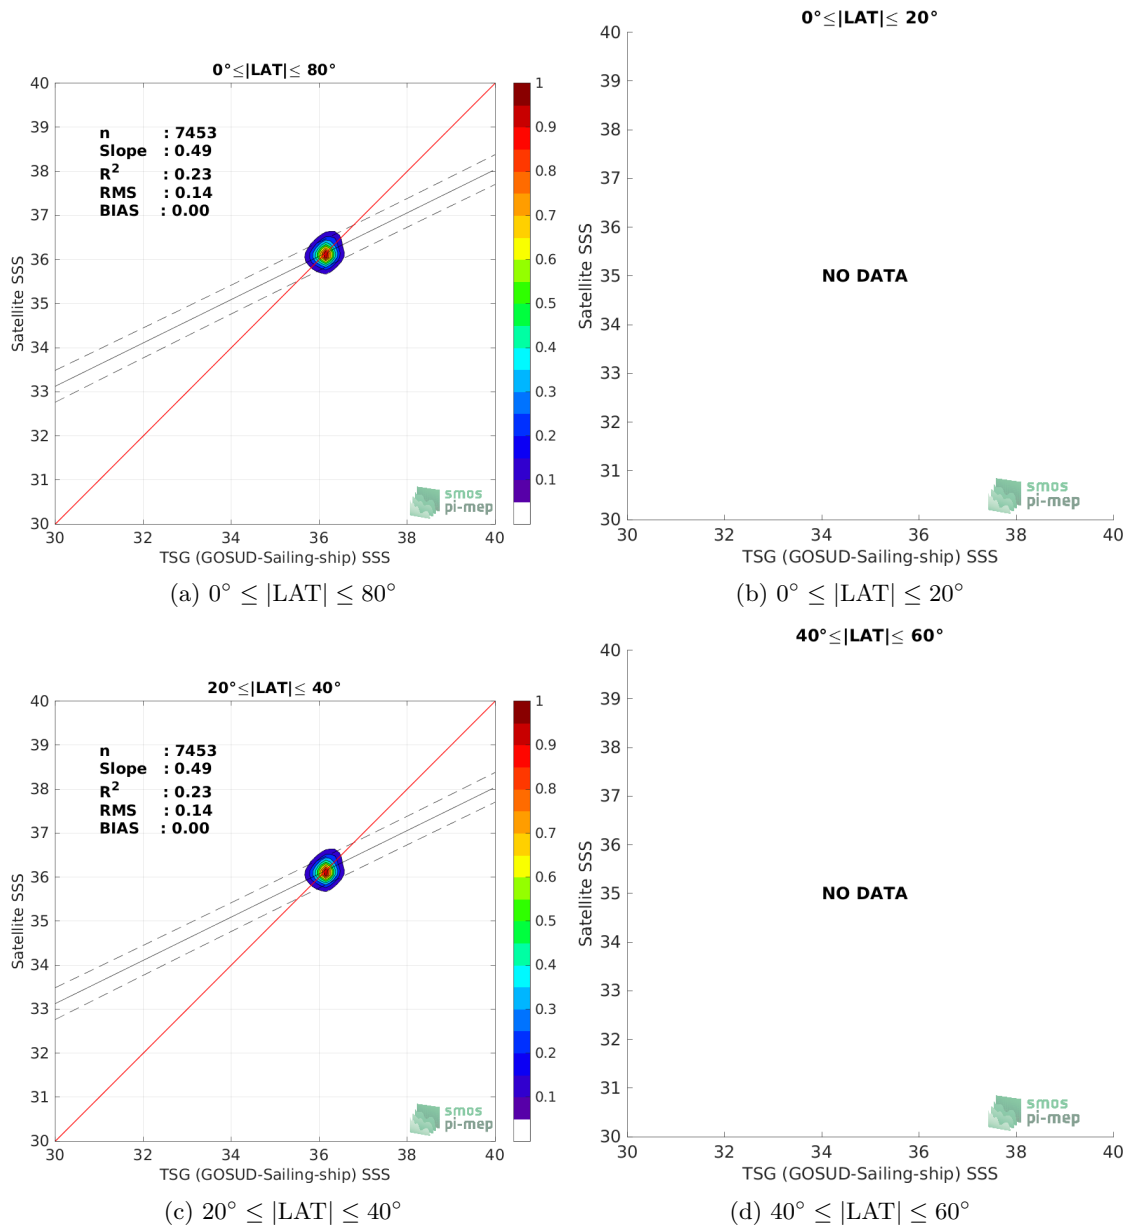 0°≤|LAT|≤ 80°
40
39
38
37
36
35
34
33
32
31
30
Satellite SSS
n : 7453
Slope : 0.49
R² : 0.23
RMS : 0.14
BIAS : 0.00
1
0.9
0.8
0.7
0.6
0.5
0.4
0.3
0.2
0.1
smos
pi-mep
30 32 34 36 38 40
TSG (GOSUD-Sailing-ship) SSS
(a) 0° ≤ |LAT| ≤ 80°
0°≤|LAT|≤ 20°
40
39
38
37
36
35
34
33
32
31
30
Satellite SSS
NO DATA
smos
pi-mep
30 32 34 36 38 40
TSG (GOSUD-Sailing-ship) SSS
(b) 0° ≤ |LAT| ≤ 20°
20°≤|LAT|≤ 40°
40
39
38
37
36
35
34
33
32
31
30
Satellite SSS
n : 7453
Slope : 0.49
R² : 0.23
RMS : 0.14
BIAS : 0.00
1
0.9
0.8
0.7
0.6
0.5
0.4
0.3
0.2
0.1
smos
pi-mep
30 32 34 36 38 40
TSG (GOSUD-Sailing-ship) SSS
(c) 20° ≤ |LAT| ≤ 40°
40°≤|LAT|≤ 60°
40
39
38
37
36
35
34
33
32
31
30
Satellite SSS
NO DATA
smos
pi-mep
30 32 34 36 38 40
TSG (GOSUD-Sailing-ship) SSS
(d) 40° ≤ |LAT| ≤ 60°